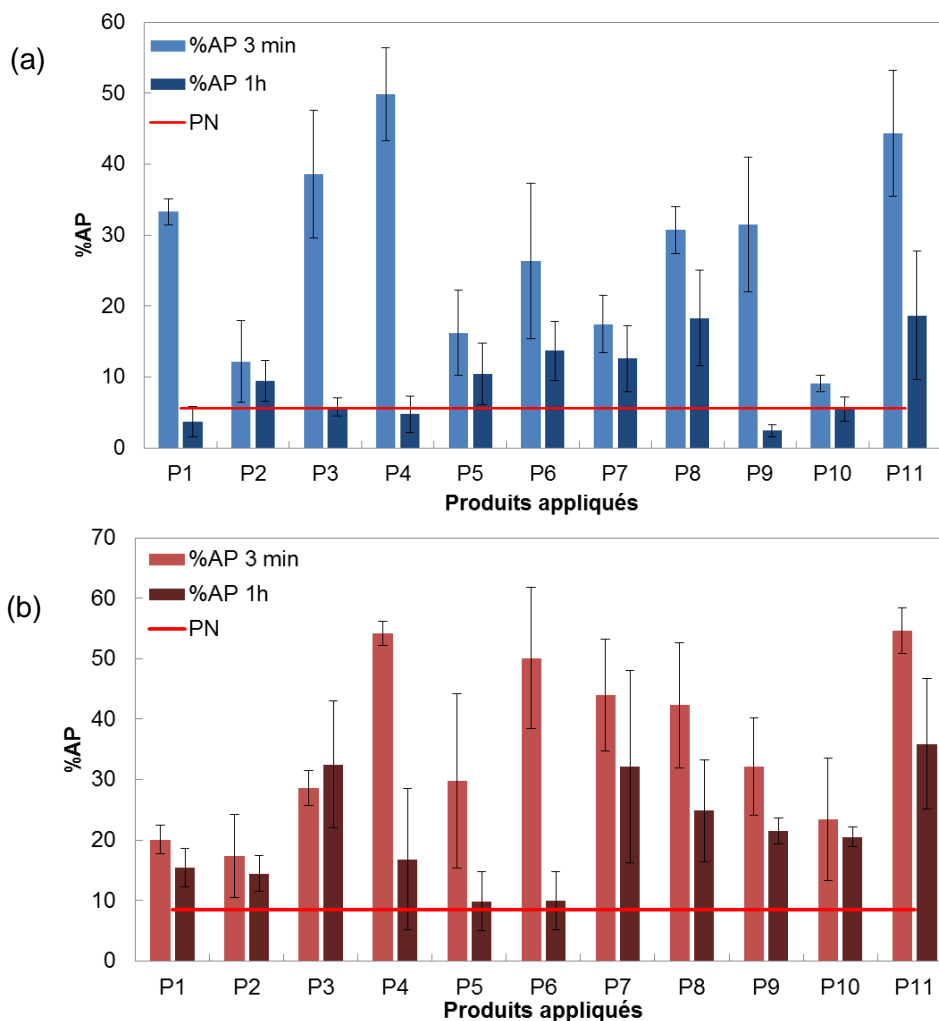 (a)
60
50
40
30
20
10
0
%AP
%AP 3 min
%AP 1h
PN
P1 P2 P3 P4 P5 P6 P7 P8 P9 P10 P11
Produits appliqués
(b)
70
60
50
40
30
20
10
0
%AP
%AP 3 min
%AP 1h
PN
P1 P2 P3 P4 P5 P6 P7 P8 P9 P10 P11
Produits appliqués